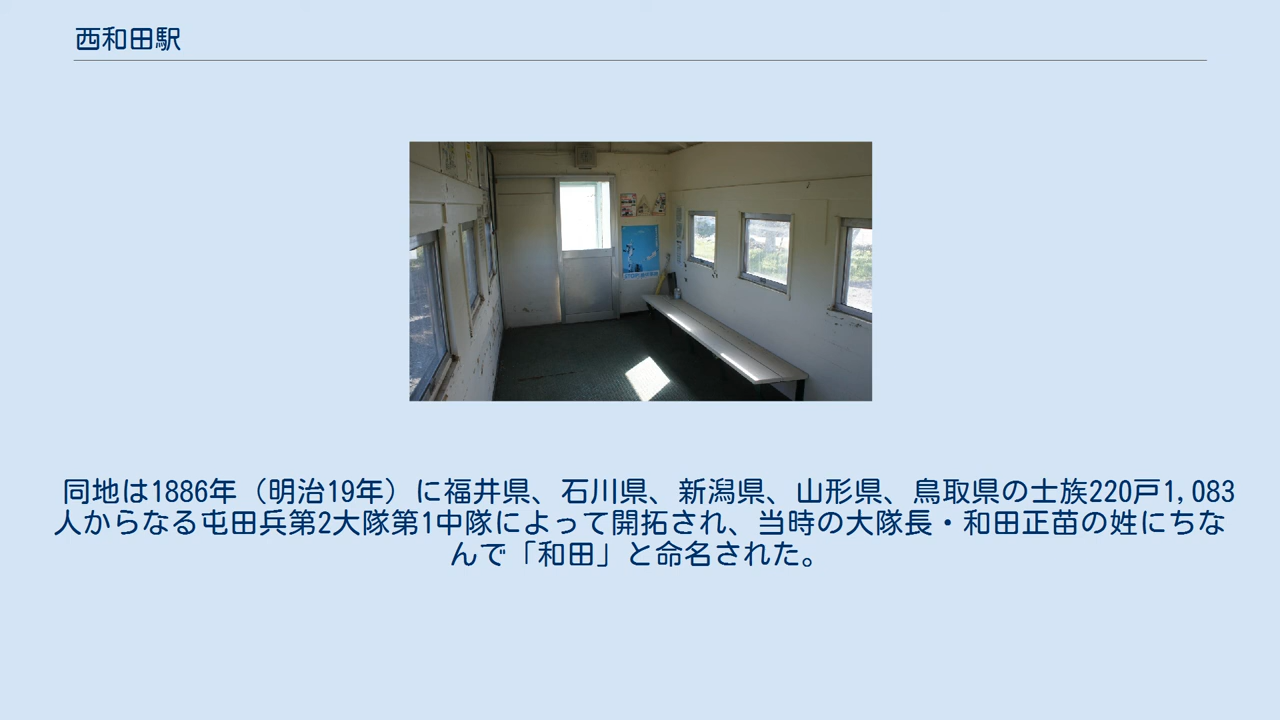 西和田駅
同地は1886年（明治19年）に福井県、石川県、新潟県、山形県、鳥取県の士族220戸1,083
人からなる屯田兵第2大隊第1中隊によって開拓され、当時の大隊長・和田正苗の姓にちな
んで「和田」と命名された。